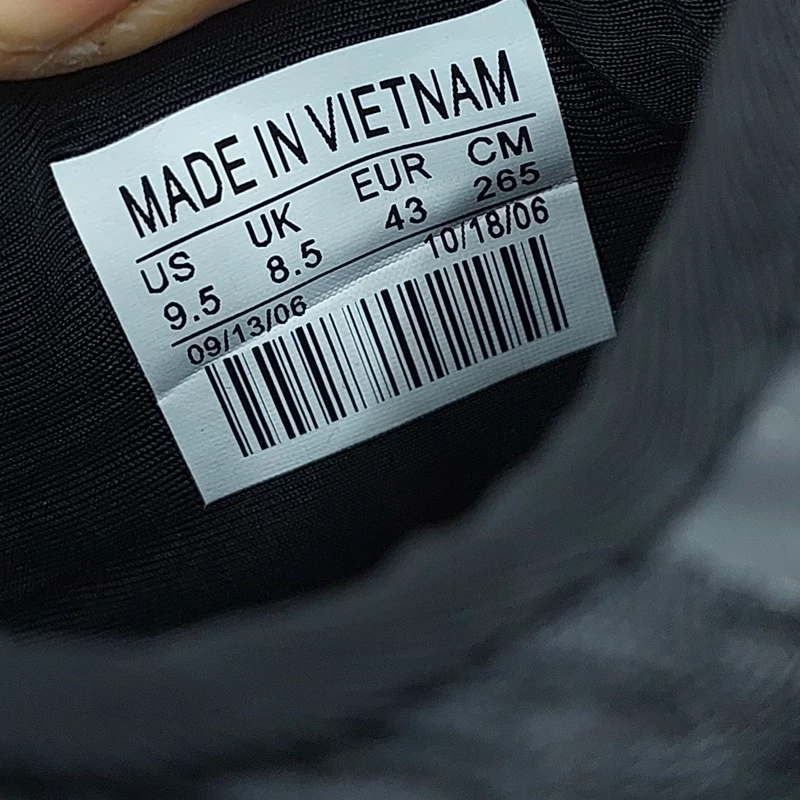 MADE IN VIETNAM
US UK EUR CM
9.5 8.5 43 265
09/13/06 10/18/06